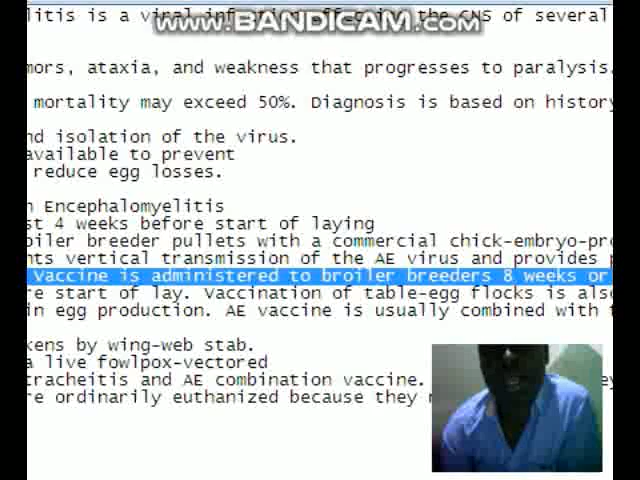 litis is a viral infection affecting the CNS of several
www.BANDICAM.com
mors, ataxia, and weakness that progresses to paralysis.
mortality may exceed 50%. Diagnosis is based on history
nd isolation of the virus.
available to prevent
reduce egg losses.
n Encephalomyelitis
st 4 weeks before start of laying
oiler breeder pullets with a commercial chick-embryo-pro
nts vertical transmission of the AE virus and provides p
Vaccine is administered to broiler breeders 8 weeks or
re start of lay. Vaccination of table-egg flocks is also
in egg production. AE vaccine is usually combined with f
kens by wing-web stab.
a live fowlpox-vectored
tracheitis and AE combination vaccine.
re ordinarily euthanized because they